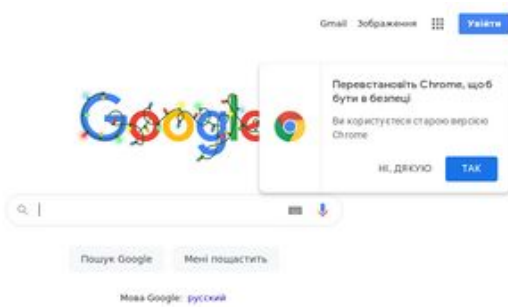 Gmail Зображення Увійти
Google
Перевстановіть Chrome, щоб
бути в безпеці
Ви користуєтеся старою версією
Chrome
НІ, ДЯКУЮ ТАК
Пошук Google Мені пощастить
Мова Google: русский